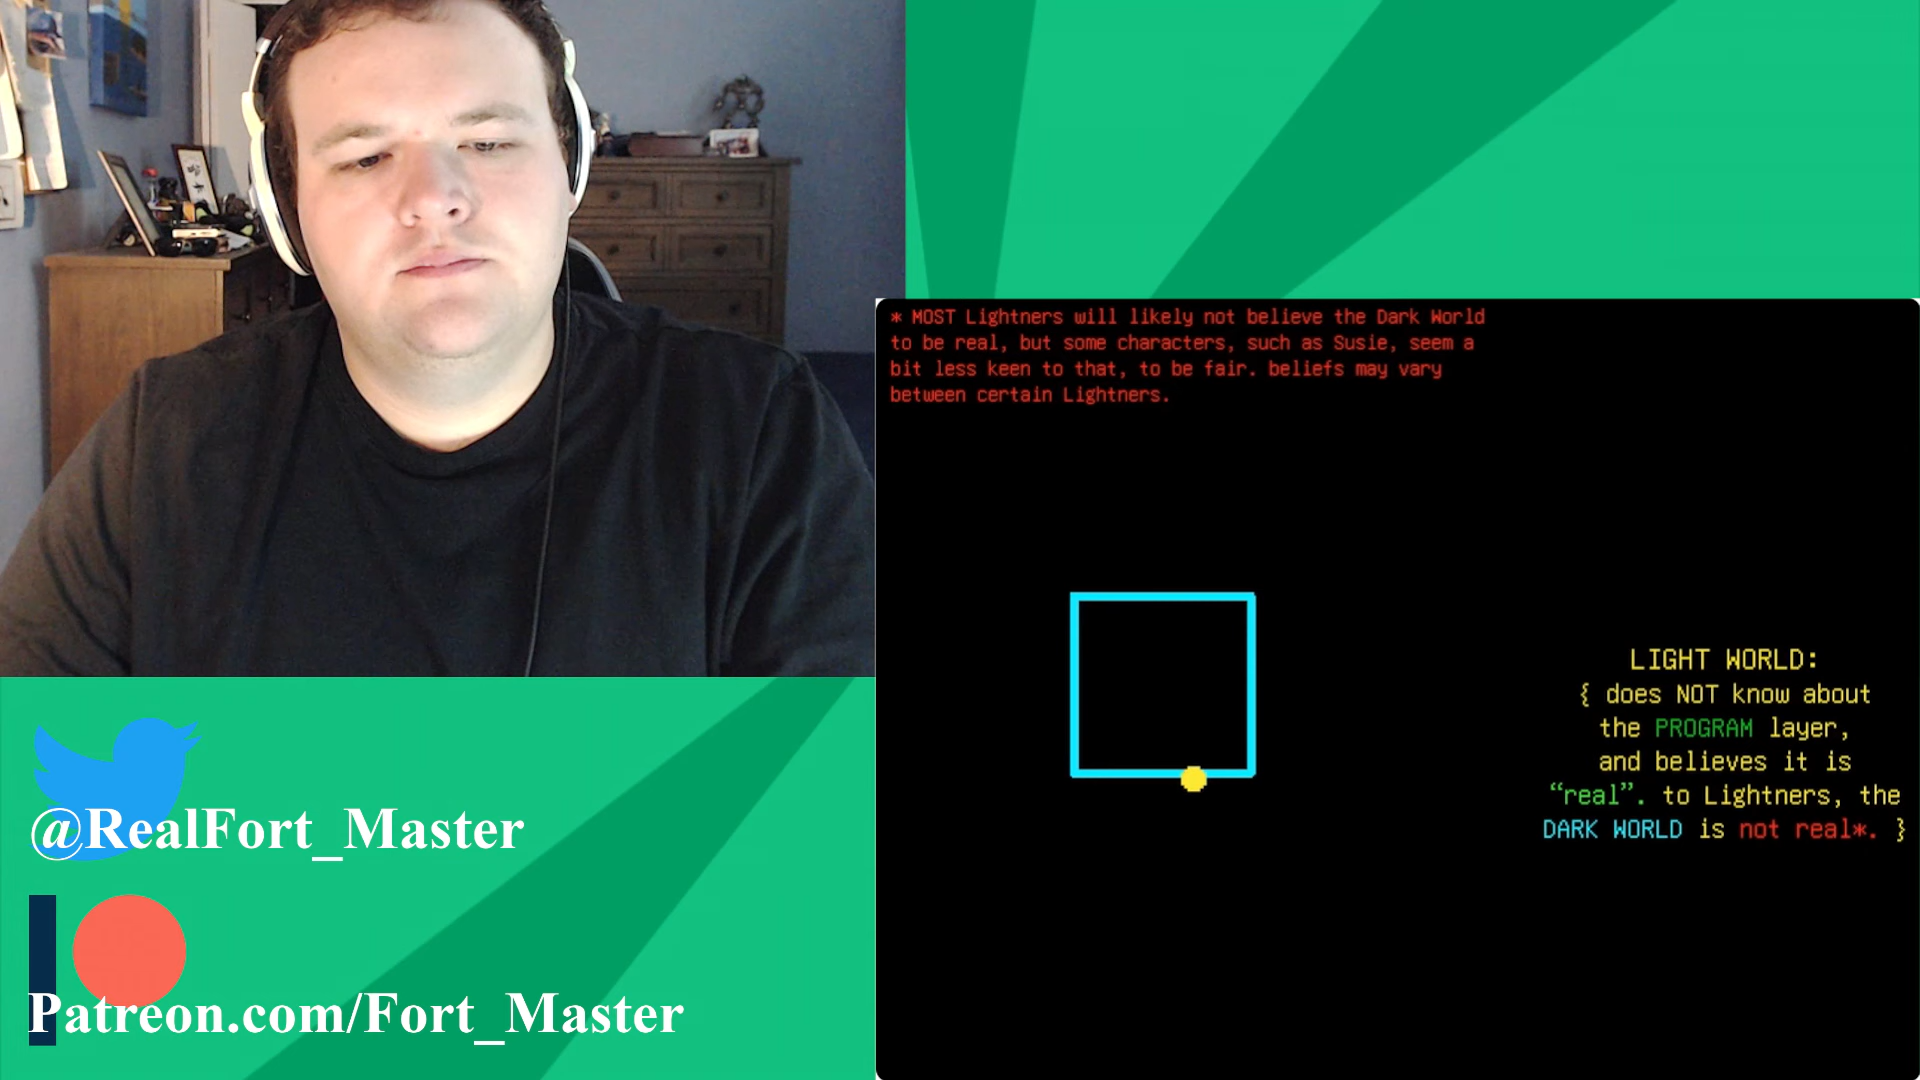 * MOST Lightners will likely not believe the Dark World
to be real, but some characters, such as Susie, seem a
bit less keen to that, to be fair. beliefs may vary
between certain Lightners.
LIGHT WORLD:
{ does NOT know about
the PROGRAM layer,
and believes it is
“real”. to Lightners, the
DARK WORLD is not real*. }
@RealFort_Master
Patreon.com/Fort_Master